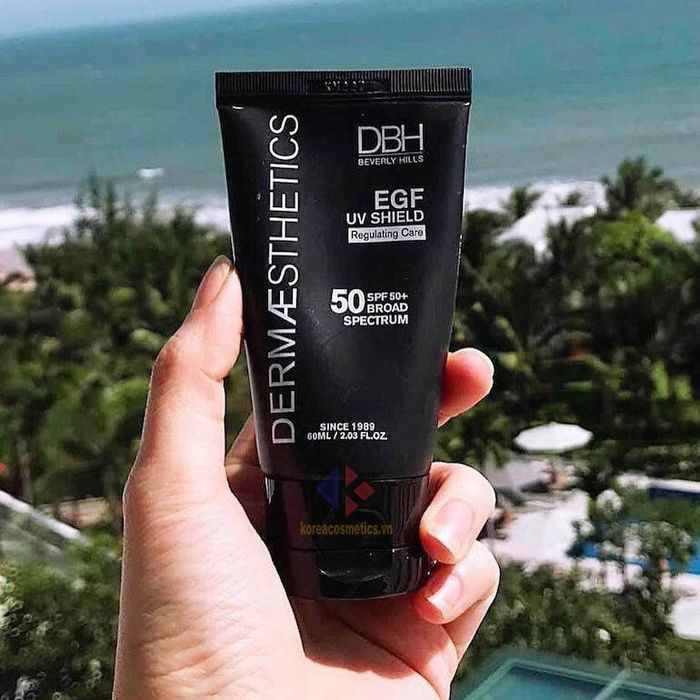 DERMÆSTHETICS
DBH
BEVERLY HILLS
EGF
UV SHIELD
Regulating Care
50 SPF 50+
BROAD
SPECTRUM
SINCE 1989
60ML / 2.03 FL.OZ.
koreacosmetics.vn